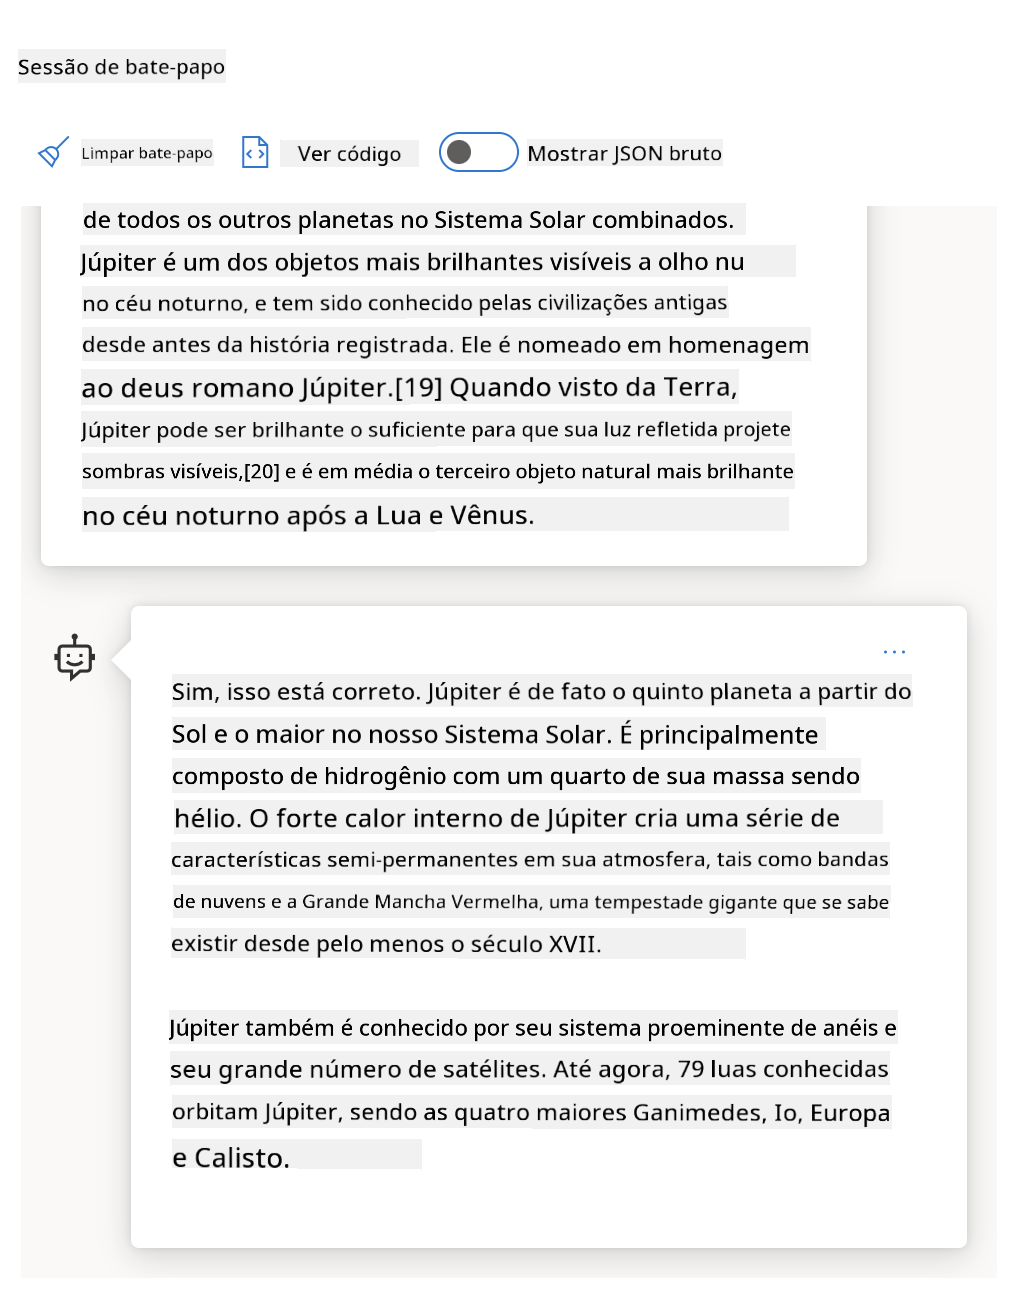 Sessão de bate-papo
Limpar bate-papo
Ver código
Mostrar JSON bruto
de todos os outros planetas no Sistema Solar combinados.
Júpiter é um dos objetos mais brilhantes visíveis a olho nu
no céu noturno, e tem sido conhecido pelas civilizações antigas
desde antes da história registrada. Ele é nomeado em homenagem
ao deus romano Júpiter.[19] Quando visto da Terra,
Júpiter pode ser brilhante o suficiente para que sua luz refletida projete
sombras visíveis,[20] e é em média o terceiro objeto natural mais brilhante
no céu noturno após a Lua e Vênus.
...
Sim, isso está correto. Júpiter é de fato o quinto planeta a partir do
Sol e o maior no nosso Sistema Solar. É principalmente
composto de hidrogênio com um quarto de sua massa sendo
hélio. O forte calor interno de Júpiter cria uma série de
características semi-permanentes em sua atmosfera, tais como bandas
de nuvens e a Grande Mancha Vermelha, uma tempestade gigante que se sabe
existir desde pelo menos o século XVII.
Júpiter também é conhecido por seu sistema proeminente de anéis e
seu grande número de satélites. Até agora, 79 luas conhecidas
orbitam Júpiter, sendo as quatro maiores Ganimedes, Io, Europa
e Calisto.